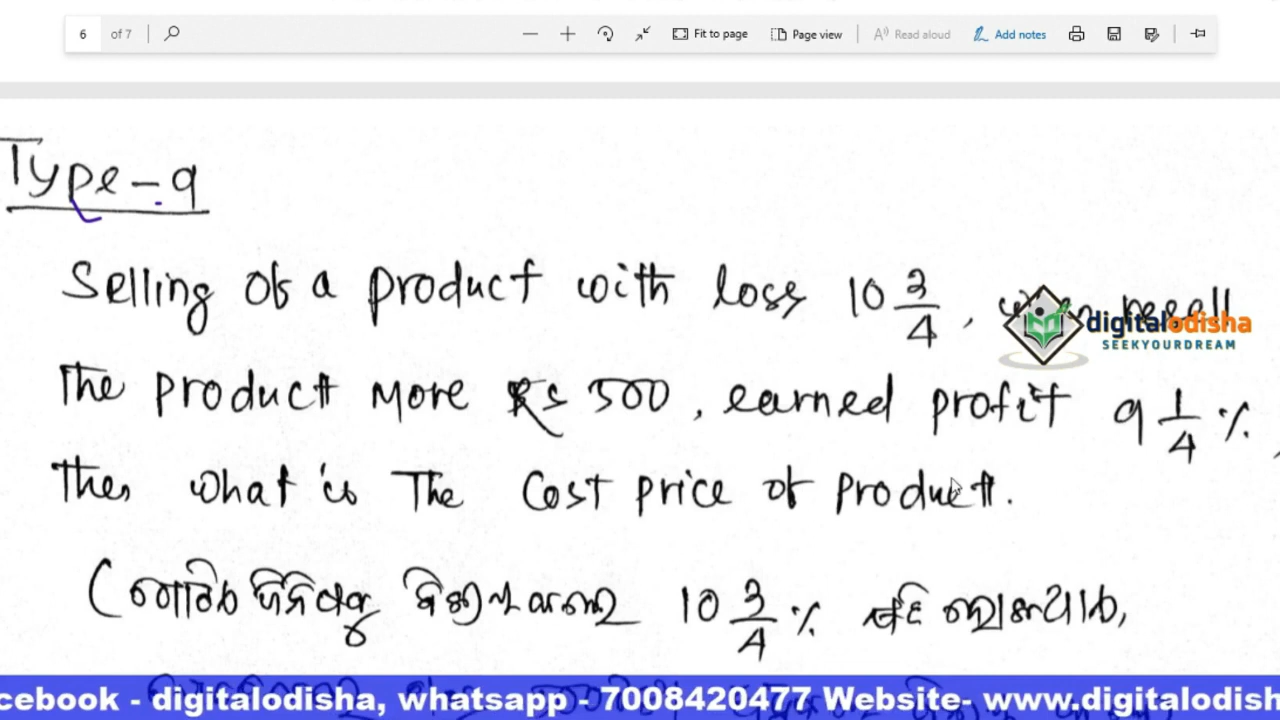 6 of 7 Fit to page Page view Read aloud Add notes
Type-9
Selling of a product with loss 10 3/4, when resell
digitalodisha
SEEKYOURDREAM
The product more Rs 500, earned profit 9 1/4 %,
Then what is The Cost price of product.
10 3/4 %
cebook - digitalodisha, whatsapp - 7008420477 Website- www.digitalodish